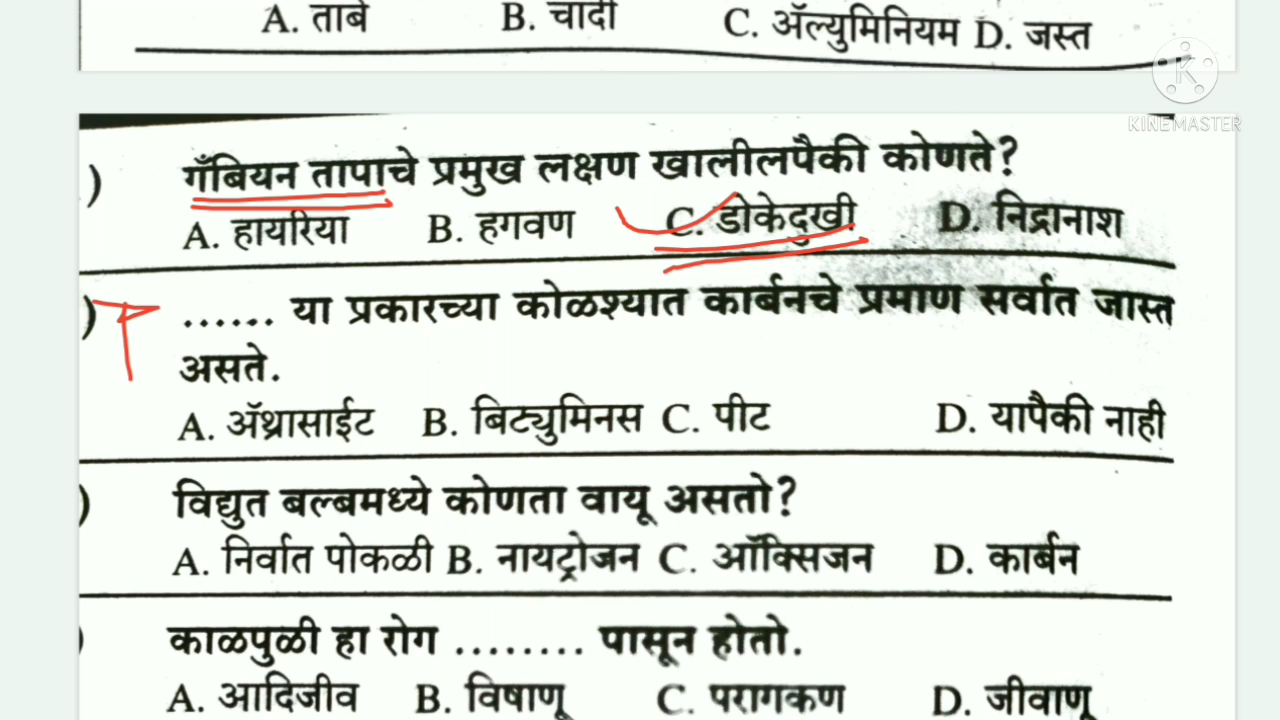 A. तांबे B. चांदी C. ॲल्युमिनियम D. जस्त
KINEMASTER
) गँबियन तापाचे प्रमुख लक्षण खालीलपैकी कोणते?
A. हायरिया B. हगवण C. डोकेदुखी D. निद्रानाश
) ...... या प्रकारच्या कोळश्यात कार्बनचे प्रमाण सर्वात जास्त
असते.
A. ॲंथ्रासाईट B. बिट्युमिनस C. पीट D. यापैकी नाही
) विद्युत बल्बमध्ये कोणता वायू असतो?
A. निर्वात पोकळी B. नायट्रोजन C. ऑक्सिजन D. कार्बन
) काळपुळी हा रोग ........ पासून होतो.
A. आदिजीव B. विषाणू C. परागकण D. जीवाणू